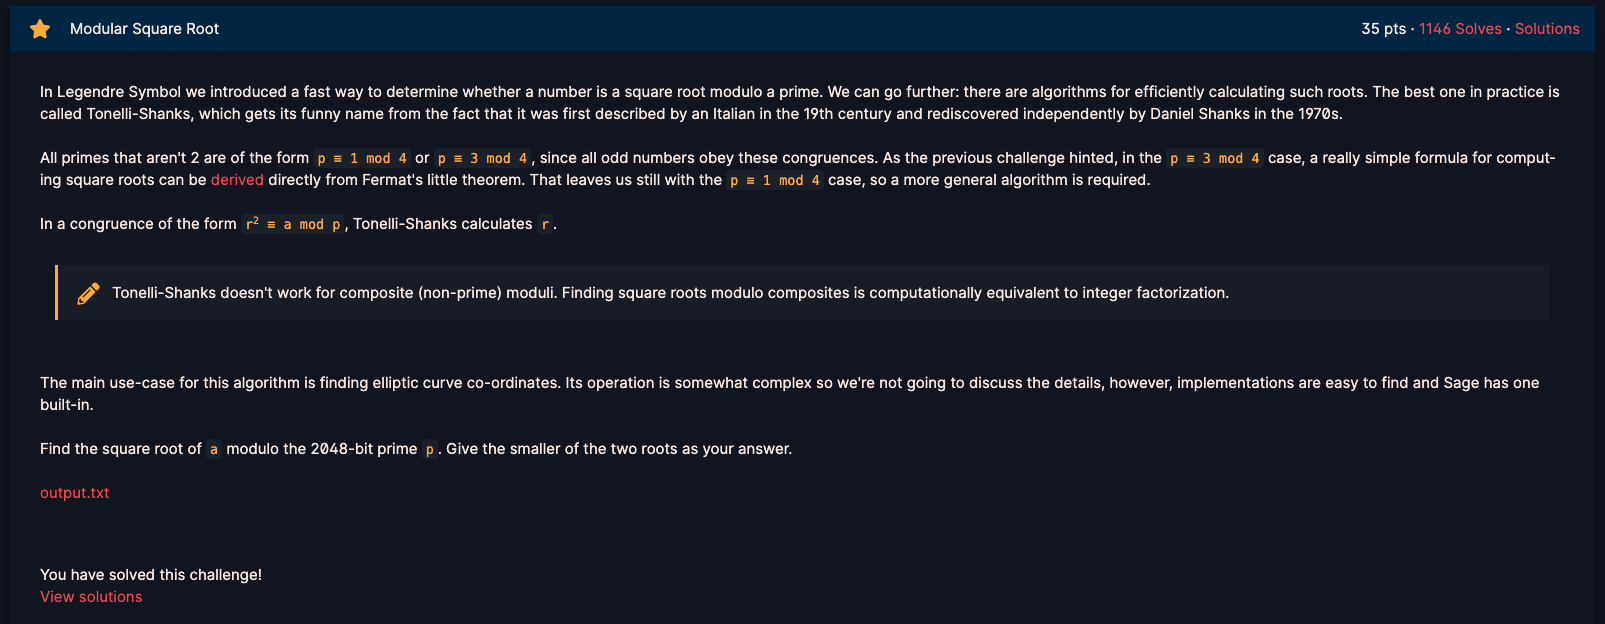 Modular Square Root
35 pts · 1146 Solves · Solutions
In Legendre Symbol we introduced a fast way to determine whether a number is a square root modulo a prime. We can go further: there are algorithms for efficiently calculating such roots. The best one in practice is
called Tonelli-Shanks, which gets its funny name from the fact that it was first described by an Italian in the 19th century and rediscovered independently by Daniel Shanks in the 1970s.
All primes that aren't 2 are of the form p ≡ 1 mod 4 or p ≡ 3 mod 4, since all odd numbers obey these congruences. As the previous challenge hinted, in the p ≡ 3 mod 4 case, a really simple formula for comput-
ing square roots can be derived directly from Fermat's little theorem. That leaves us still with the p ≡ 1 mod 4 case, so a more general algorithm is required.
In a congruence of the form r² ≡ a mod p, Tonelli-Shanks calculates r.
Tonelli-Shanks doesn't work for composite (non-prime) moduli. Finding square roots modulo composites is computationally equivalent to integer factorization.
The main use-case for this algorithm is finding elliptic curve co-ordinates. Its operation is somewhat complex so we're not going to discuss the details, however, implementations are easy to find and Sage has one
built-in.
Find the square root of a modulo the 2048-bit prime p. Give the smaller of the two roots as your answer.
output.txt
You have solved this challenge!
View solutions